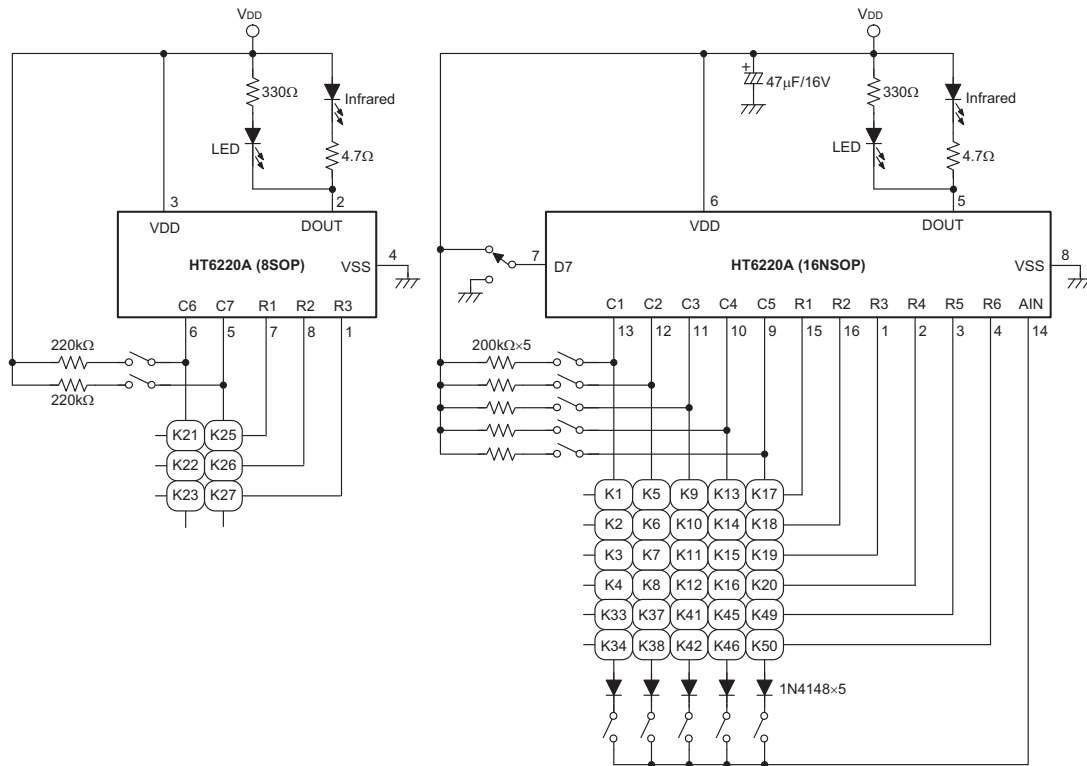 VDD
330Ω
Infrared
LED
4.7Ω
3
2
VDD
DOUT
HT6220A (8SOP)
VSS
4
C6 C7 R1 R2 R3
6 5 7 8 1
220kΩ
220kΩ
K21 K25
K22 K26
K23 K27
VDD
+
47μF/16V
330Ω
Infrared
LED
4.7Ω
6
5
VDD
DOUT
7
D7
HT6220A (16NSOP)
VSS
8
C1 C2 C3 C4 C5 R1 R2 R3 R4 R5 R6 AIN
13 12 11 10 9 15 16 1 2 3 4 14
200kΩ×5
K1 K5 K9 K13 K17
K2 K6 K10 K14 K18
K3 K7 K11 K15 K19
K4 K8 K12 K16 K20
K33 K37 K41 K45 K49
K34 K38 K42 K46 K50
1N4148×5